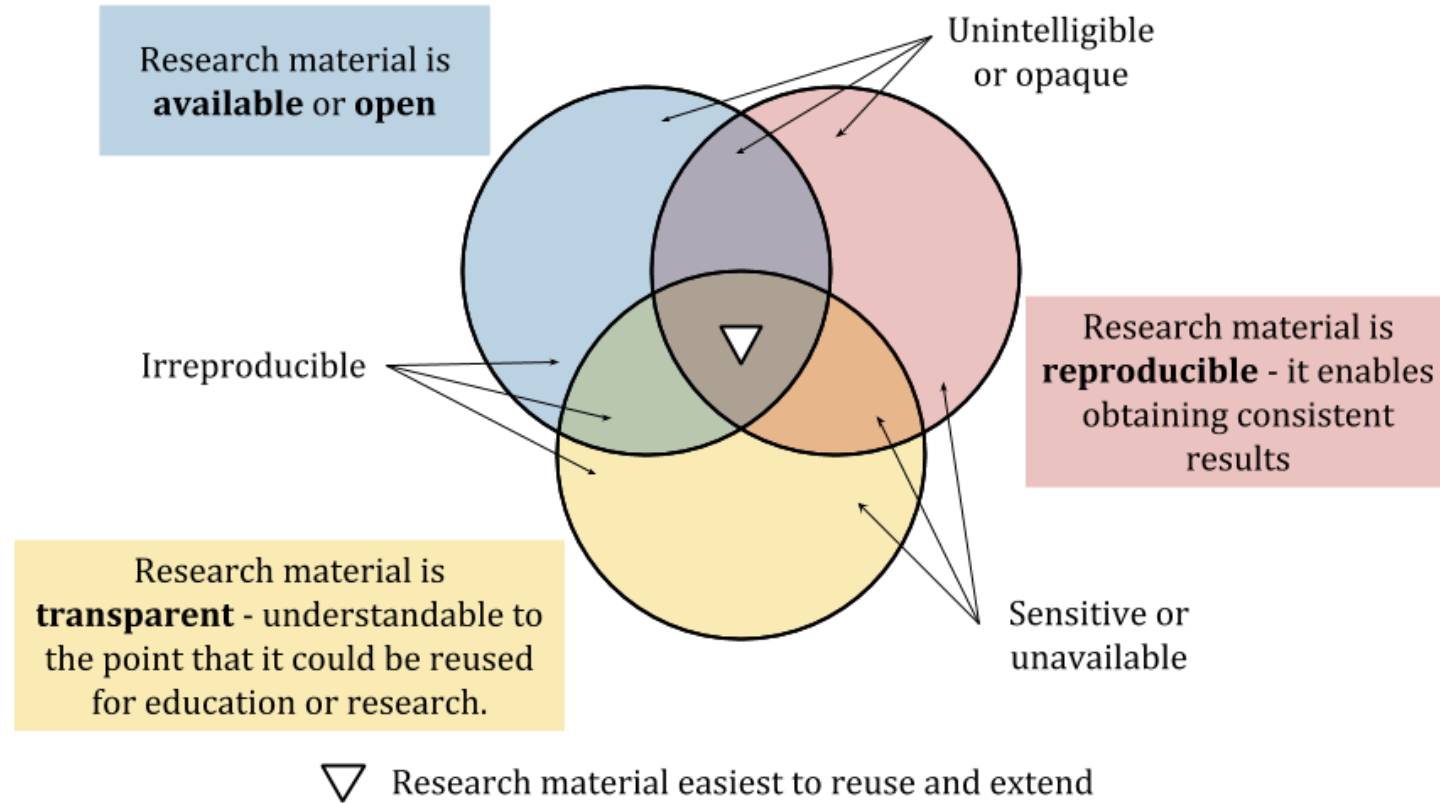 Research material is
available or open
Unintelligible
or opaque
Irreproducible
Research material is
reproducible - it enables
obtaining consistent
results
Research material is
transparent - understandable to
the point that it could be reused
for education or research.
Sensitive or
unavailable
Research material easiest to reuse and extend